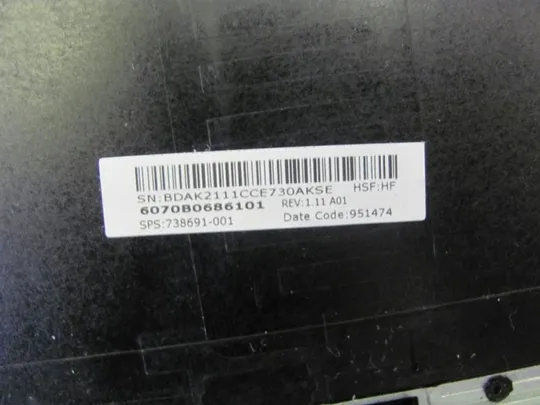 SN:BDAK2111CCE730AKSE HSF:HF
6070B0686101 REV:1.11 A01
SPS:738691-001 Date Code:951474